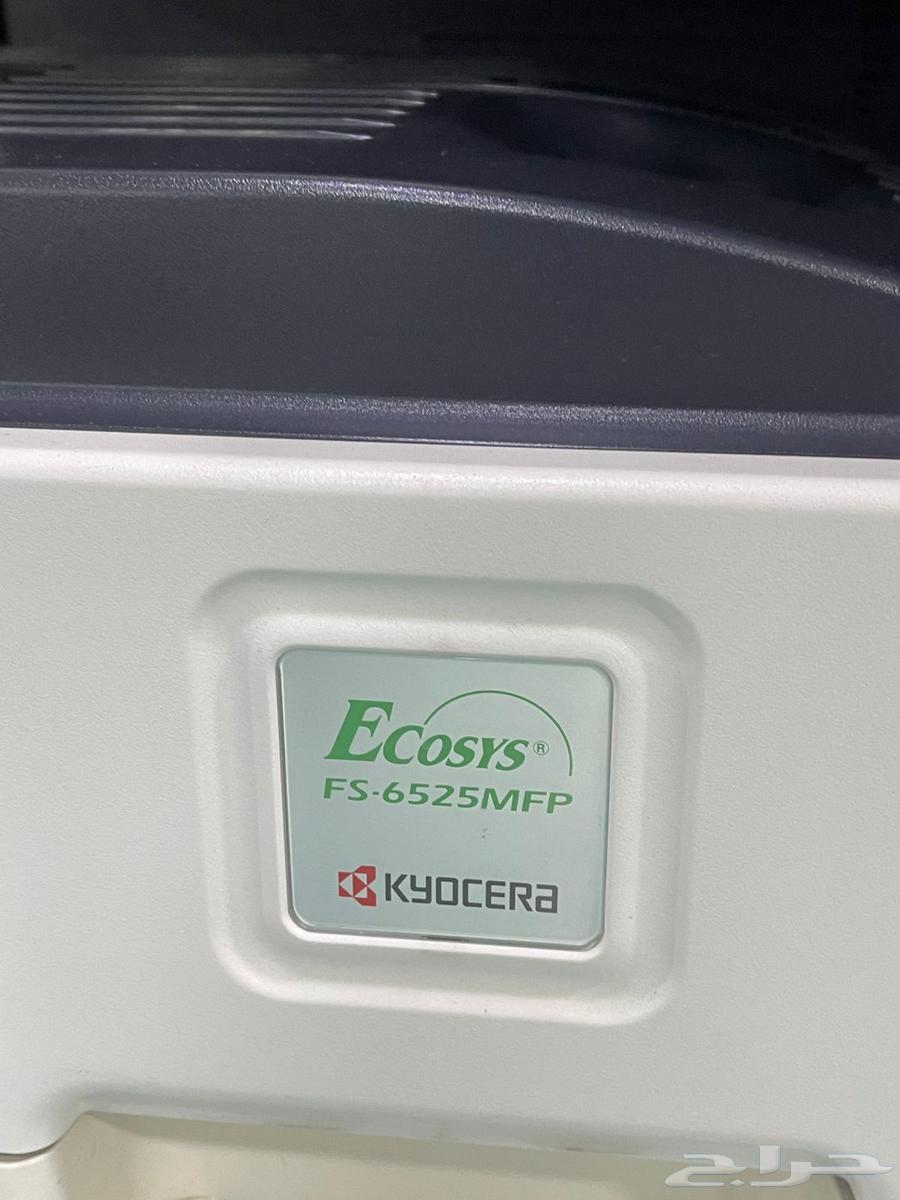 ECOSYS®
FS-6525MFP
KYOCERA
حراج